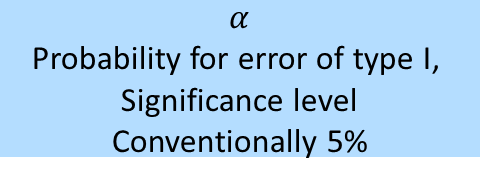 α
Probability for error of type I,
Significance level
Conventionally 5%